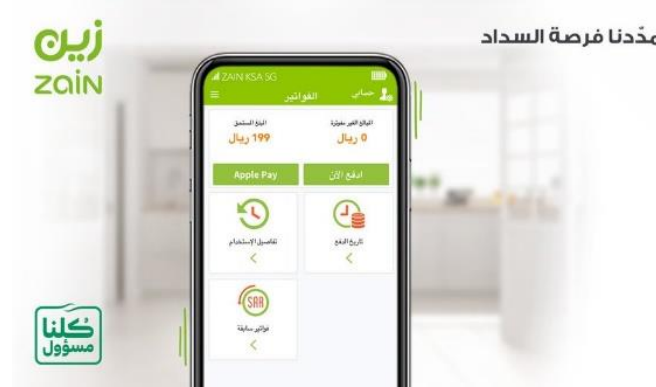 مدّدنا فرصة السداد
زين
zain
ZAIN KSA 5G
حسابي
الفواتير
المبالغ الغير مفوترة
المبلغ المستحق
0 ريال
199 ريال
ادفع الآن
Apple Pay
تاريخ الدفع
تفاصيل الإستخدام
SAR
فواتير سابقة
كلنا
مسؤول